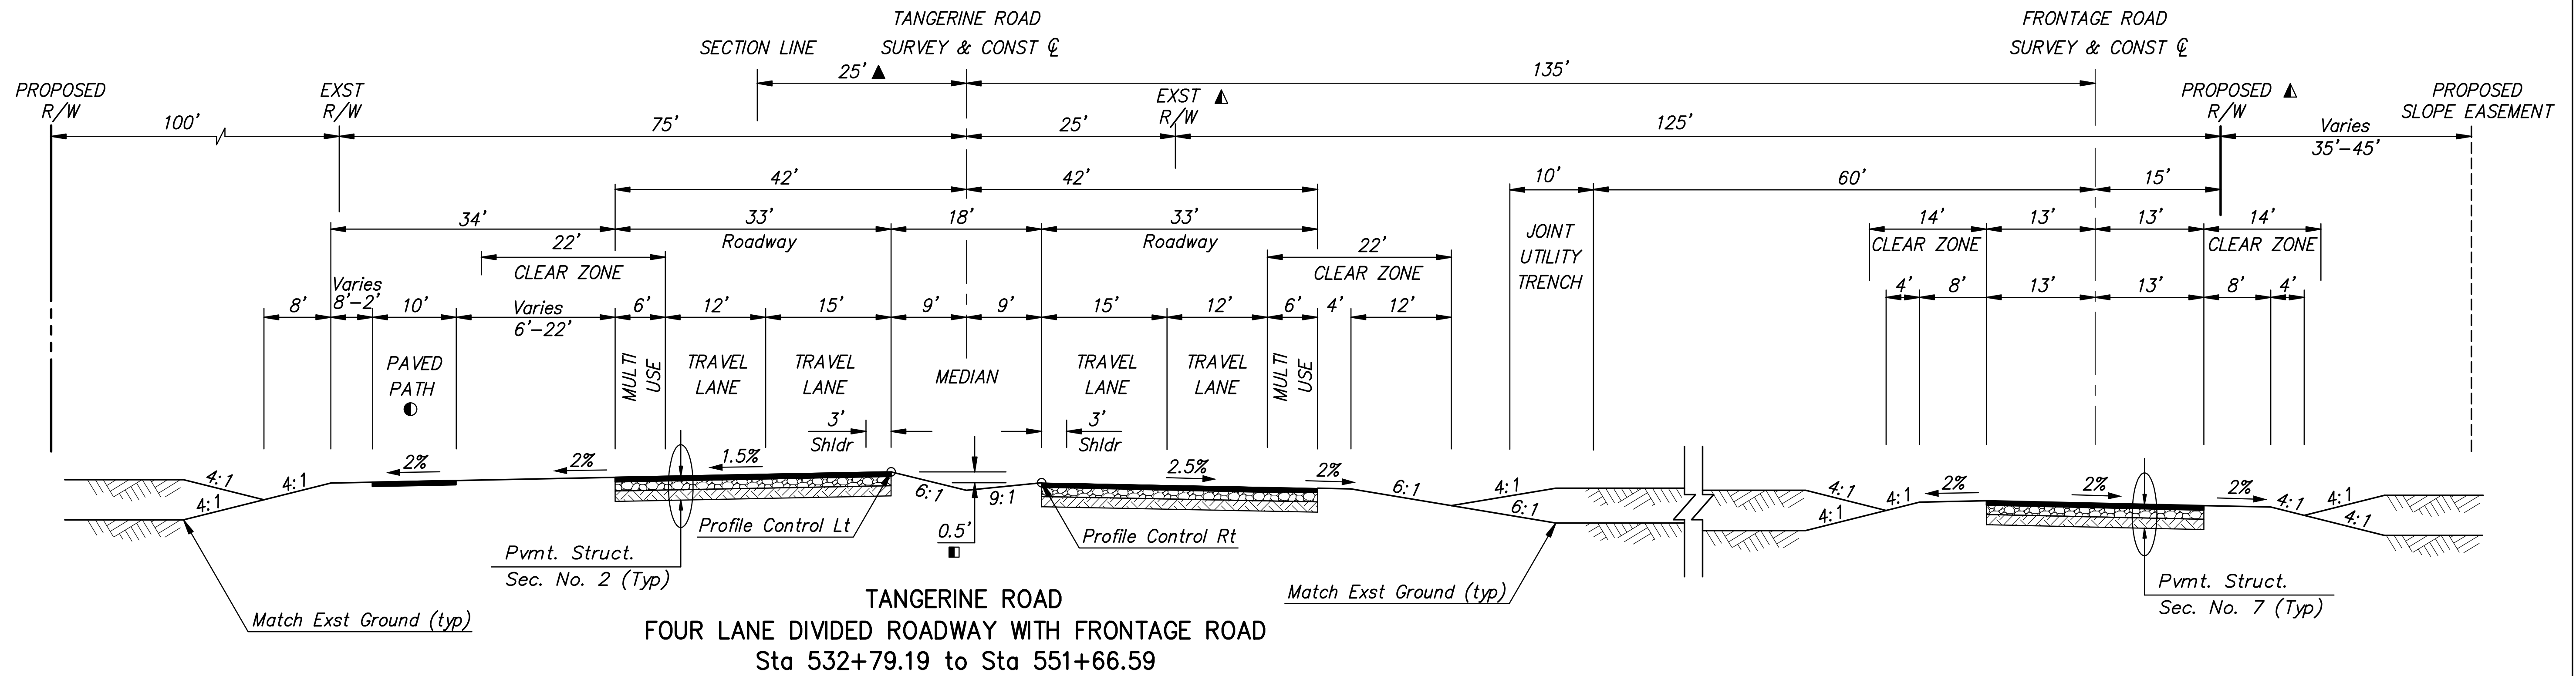 TANGERINE ROAD
SURVEY & CONST ℄
FRONTAGE ROAD
SURVEY & CONST ℄
SECTION LINE
25' ▲
135'
PROPOSED
R/W
EXST
R/W
EXST
R/W
PROPOSED
R/W
PROPOSED
SLOPE EASEMENT
100'
75'
25'
125'
Varies
35'-45'
42'
42'
10'
60'
15'
34'
33'
Roadway
18'
33'
Roadway
14'
13'
13'
14'
22'
CLEAR ZONE
22'
CLEAR ZONE
CLEAR ZONE
CLEAR ZONE
JOINT
UTILITY
TRENCH
8'
Varies
8'-2'
10'
Varies
6'-22'
6'
12'
15'
9'
9'
15'
12'
6'
4'
12'
4'
8'
13'
13'
8'
4'
PAVED
PATH
MULTI
USE
TRAVEL
LANE
TRAVEL
LANE
MEDIAN
TRAVEL
LANE
TRAVEL
LANE
MULTI
USE
3'
Shldr
3'
Shldr
4:1
4:1
4:1
2%
2%
1.5%
6:1
9:1
2.5%
2%
6:1
4:1
6:1
4:1
4:1
4:1
2%
2%
2%
4:1
4:1
4:1
Profile Control Lt
0.5'
Profile Control Rt
Pvmt. Struct.
Sec. No. 2 (Typ)
Match Exst Ground (typ)
Match Exst Ground (typ)
Pvmt. Struct.
Sec. No. 7 (Typ)
TANGERINE ROAD
FOUR LANE DIVIDED ROADWAY WITH FRONTAGE ROAD
Sta 532+79.19 to Sta 551+66.59